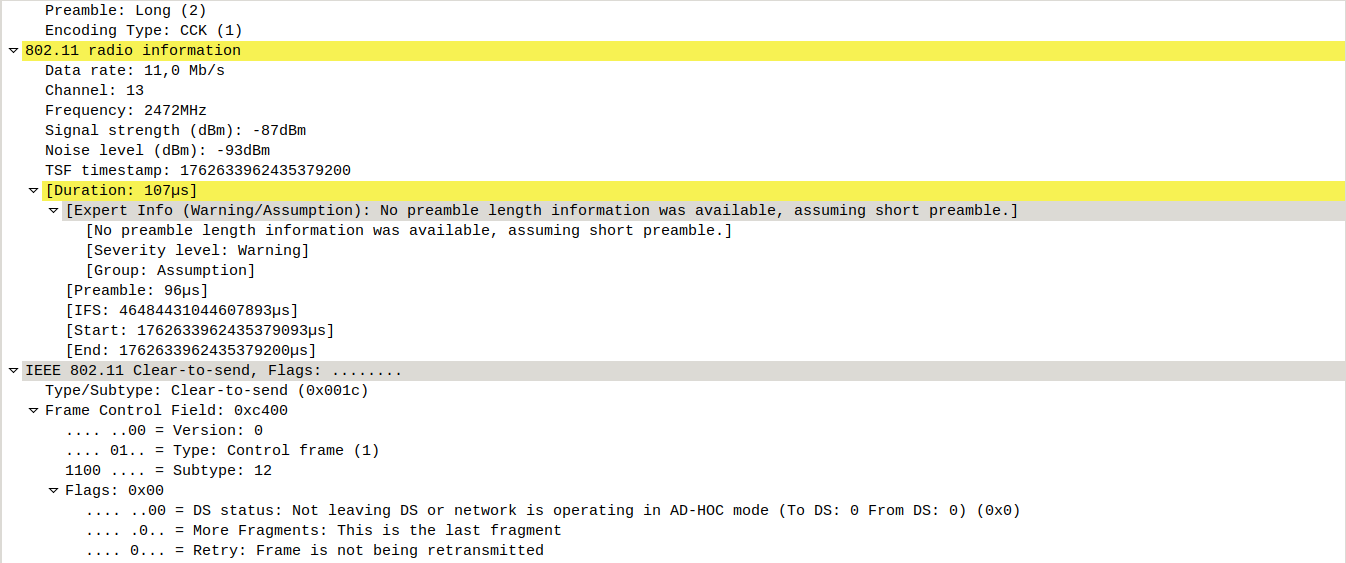 Preamble: Long (2)
Encoding Type: CCK (1)
802.11 radio information
Data rate: 11,0 Mb/s
Channel: 13
Frequency: 2472MHz
Signal strength (dBm): -87dBm
Noise level (dBm): -93dBm
TSF timestamp: 1762633962435379200
[Duration: 107µs]
[Expert Info (Warning/Assumption): No preamble length information was available, assuming short preamble.]
[No preamble length information was available, assuming short preamble.]
[Severity level: Warning]
[Group: Assumption]
[Preamble: 96µs]
[IFS: 46484431044607893µs]
[Start: 1762633962435379093µs]
[End: 1762633962435379200µs]
IEEE 802.11 Clear-to-send, Flags: ........
Type/Subtype: Clear-to-send (0x001c)
Frame Control Field: 0xc400
.... ..00 = Version: 0
.... 01.. = Type: Control frame (1)
1100 .... = Subtype: 12
Flags: 0x00
.... ..00 = DS status: Not leaving DS or network is operating in AD-HOC mode (To DS: 0 From DS: 0) (0x0)
.... .0.. = More Fragments: This is the last fragment
.... 0... = Retry: Frame is not being retransmitted